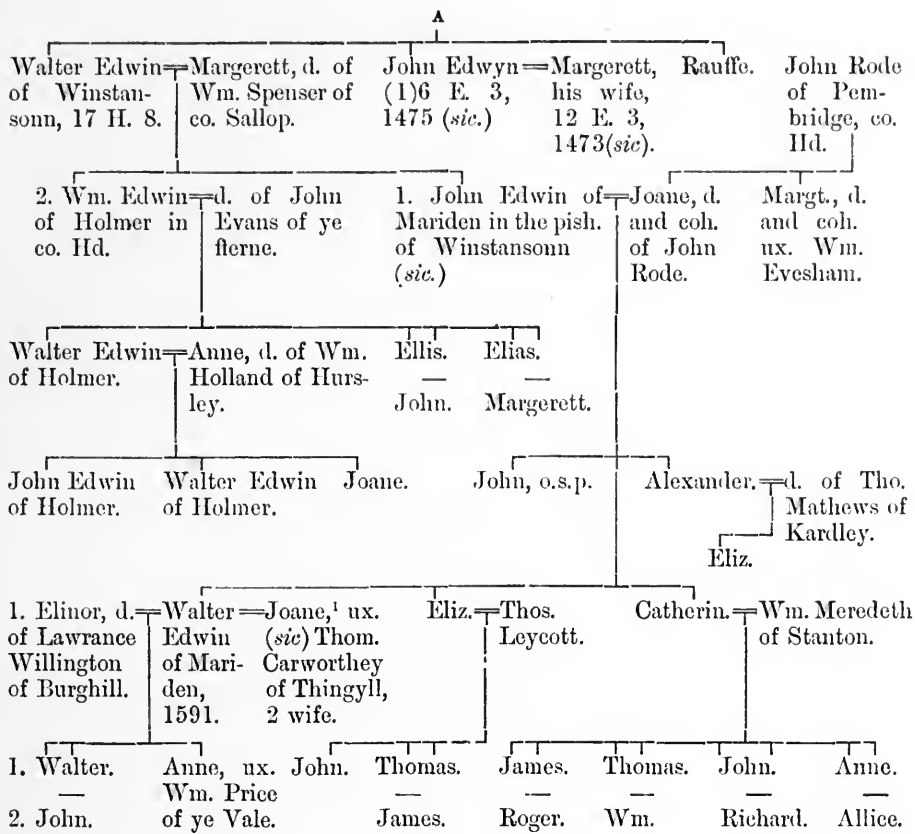 A
Walter Edwin
of Winstan-
sonn, 17 H. 8.
Margerett, d. of
Wm. Spenser of
co. Sallop.
John Edwyn
(1)6 E. 3,
1475 (sic.)
Margerett,
his wife,
12 E. 3,
1473(sic).
Rauffe.
John Rode
of Pem-
bridge, co.
Hd.
2. Wm. Edwin
of Holmer in
co. Hd.
d. of John
Evans of ye
fferne.
1. John Edwin of
Mariden in the pish.
of Winstansonn
(sic.)
Joane, d.
and coh.
of John
Rode.
Margt., d.
and coh.
ux. Wm.
Evesham.
Walter Edwin
of Holmer.
Anne, d. of Wm.
Holland of Hurs-
ley.
Ellis.
—
John.
Elias.
—
Margerett.
John Edwin
of Holmer.
Walter Edwin
of Holmer.
Joane.
John, o.s.p.
Alexander.
d. of Tho.
Mathews of
Kardley.
Eliz.
1. Elinor, d.
of Lawrance
Willington
of Burghill.
Walter
Edwin
of Mari-
den,
1591.
Joane,¹ ux.
(sic) Thom.
Carworthey
of Thingyll,
2 wife.
Eliz.
Thos.
Leycott.
Catherin.
Wm. Meredeth
of Stanton.
1. Walter.
—
2. John.
Anne, ux.
Wm. Price
of ye Vale.
John.
Thomas.
—
James.
James.
—
Roger.
Thomas.
—
Wm.
John.
—
Richard.
Anne.
—
Allice.